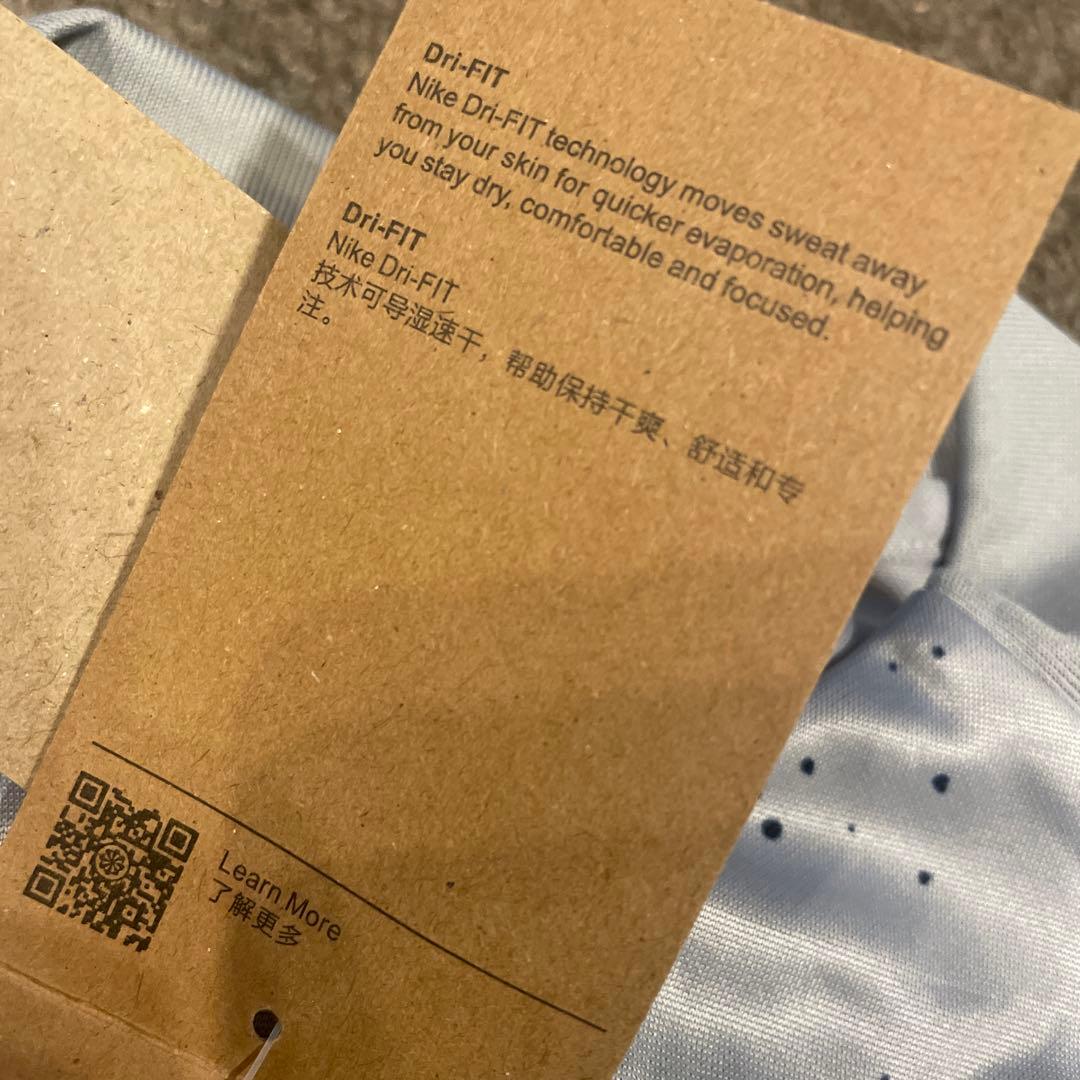 Dri-FIT
Nike Dri-FIT technology moves sweat away
from your skin for quicker evaporation, helping
you stay dry, comfortable and focused.
Dri-FIT
Nike Dri-FIT
技术可导湿速干，帮助保持干爽、舒适和专
注。
Learn More
了解更多